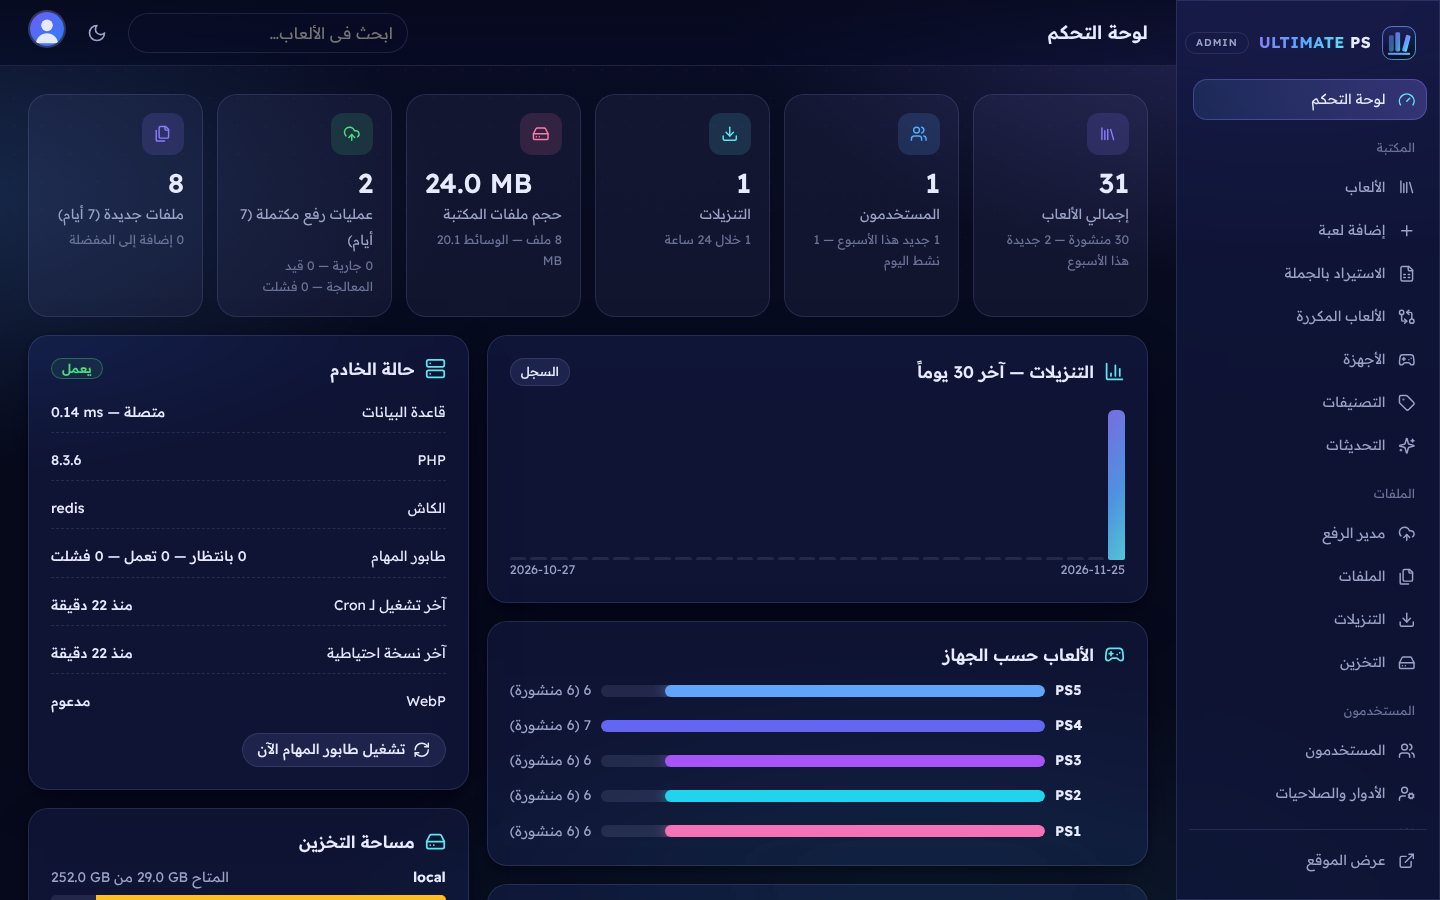 ULTIMATE PS
ADMIN
لوحة التحكم
المكتبة
الألعاب
إضافة لعبة
الاستيراد بالجملة
الألعاب المكررة
الأجهزة
التصنيفات
التحديثات
الملفات
مدير الرفع
الملفات
التنزيلات
التخزين
المستخدمون
المستخدمون
الأدوار والصلاحيات
عرض الموقع
لوحة التحكم
ابحث في الألعاب...
31
إجمالي الألعاب
30 منشورة — 2 جديدة
هذا الأسبوع
1
المستخدمون
1 جديد هذا الأسبوع — 1
نشط اليوم
1
التنزيلات
1 خلال 24 ساعة
24.0 MB
حجم ملفات المكتبة
8 ملف — الوسائط 20.1
MB
2
عمليات رفع مكتملة (7
أيام)
0 جارية — 0 قيد
المعالجة — 0 فشلت
8
ملفات جديدة (7 أيام)
0 إضافة إلى المفضلة
التنزيلات — آخر 30 يوماً
السجل
2026-10-27
2026-11-25
الألعاب حسب الجهاز
PS5
6 (6 منشورة)
PS4
7 (6 منشورة)
PS3
6 (6 منشورة)
PS2
6 (6 منشورة)
PS1
6 (6 منشورة)
حالة الخادم
يعمل
قاعدة البيانات
متصلة — 0.14 ms
PHP
8.3.6
الكاش
redis
طابور المهام
0 بانتظار — 0 تعمل — 0 فشلت
آخر تشغيل لـ Cron
منذ 22 دقيقة
آخر نسخة احتياطية
منذ 22 دقيقة
WebP
مدعوم
تشغيل طابور المهام الآن
مساحة التخزين
local
المتاح 29.0 GB من 252.0 GB